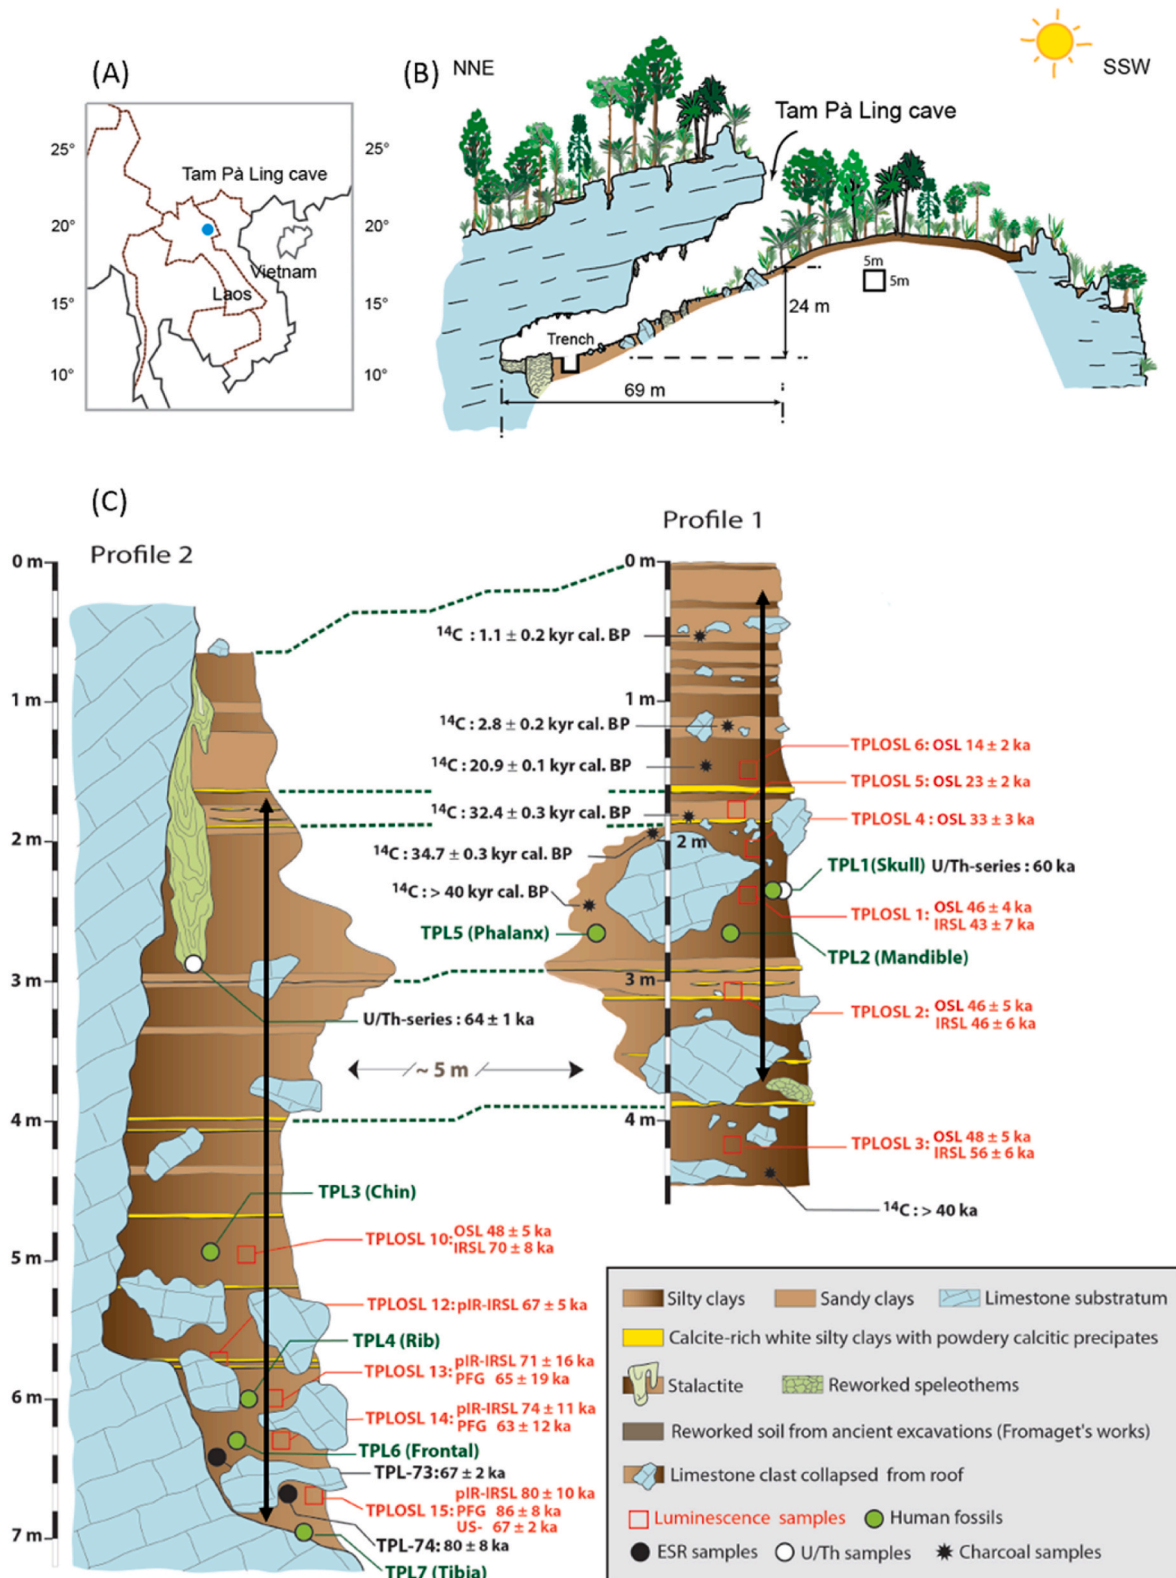 (A)
25°
20°
15°
10°
Tam Pà Ling cave
Vietnam
Laos
25°
20°
15°
10°
(B)
NNE
SSW
Tam Pà Ling cave
5m
5m
24 m
Trench
69 m
(C)
Profile 2
Profile 1
0 m
1 m
2 m
3 m
4 m
5 m
6 m
7 m
0 m
1 m
2 m
3 m
4 m
¹⁴C : 1.1 ± 0.2 kyr cal. BP
¹⁴C : 2.8 ± 0.2 kyr cal. BP
¹⁴C : 20.9 ± 0.1 kyr cal. BP
¹⁴C : 32.4 ± 0.3 kyr cal. BP
¹⁴C : 34.7 ± 0.3 kyr cal. BP
¹⁴C : > 40 kyr cal. BP
TPL5 (Phalanx)
U/Th-series : 64 ± 1 ka
~ 5 m
TPLOSL 6: OSL 14 ± 2 ka
TPLOSL 5: OSL 23 ± 2 ka
TPLOSL 4 : OSL 33 ± 3 ka
TPL1(Skull) U/Th-series : 60 ka
TPLOSL 1: OSL 46 ± 4 ka
IRSL 43 ± 7 ka
TPL2 (Mandible)
TPLOSL 2: OSL 46 ± 5 ka
IRSL 46 ± 6 ka
TPLOSL 3: OSL 48 ± 5 ka
IRSL 56 ± 6 ka
¹⁴C : > 40 ka
TPL3 (Chin)
TPLOSL 10: OSL 48 ± 5 ka
IRSL 70 ± 8 ka
TPLOSL 12: pIR-IRSL 67 ± 5 ka
TPL4 (Rib)
TPLOSL 13: pIR-IRSL 71 ± 16 ka
PFG 65 ± 19 ka
TPLOSL 14: pIR-IRSL 74 ± 11 ka
PFG 63 ± 12 ka
TPL6 (Frontal)
TPL-73: 67 ± 2 ka
TPLOSL 15: pIR-IRSL 80 ± 10 ka
PFG 86 ± 8 ka
US- 67 ± 2 ka
TPL-74: 80 ± 8 ka
TPL7 (Tibia)
Silty clays
Sandy clays
Limestone substratum
Calcite-rich white silty clays with powdery calcitic precipates
Stalactite
Reworked speleothems
Reworked soil from ancient excavations (Fromaget's works)
Limestone clast collapsed from roof
Luminescence samples
Human fossils
ESR samples
U/Th samples
Charcoal samples